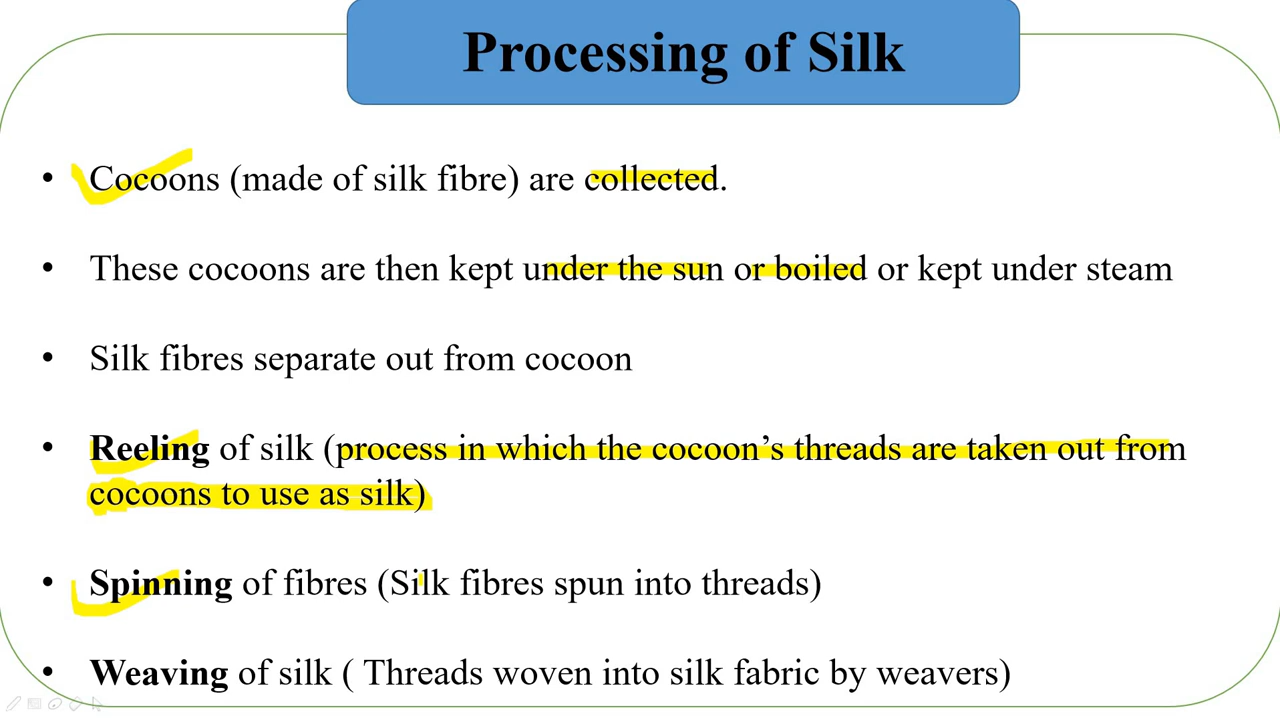 Processing of Silk
• Cocoons (made of silk fibre) are collected.
• These cocoons are then kept under the sun or boiled or kept under steam
• Silk fibres separate out from cocoon
• Reeling of silk (process in which the cocoon’s threads are taken out from
cocoons to use as silk)
• Spinning of fibres (Silk fibres spun into threads)
• Weaving of silk ( Threads woven into silk fabric by weavers)